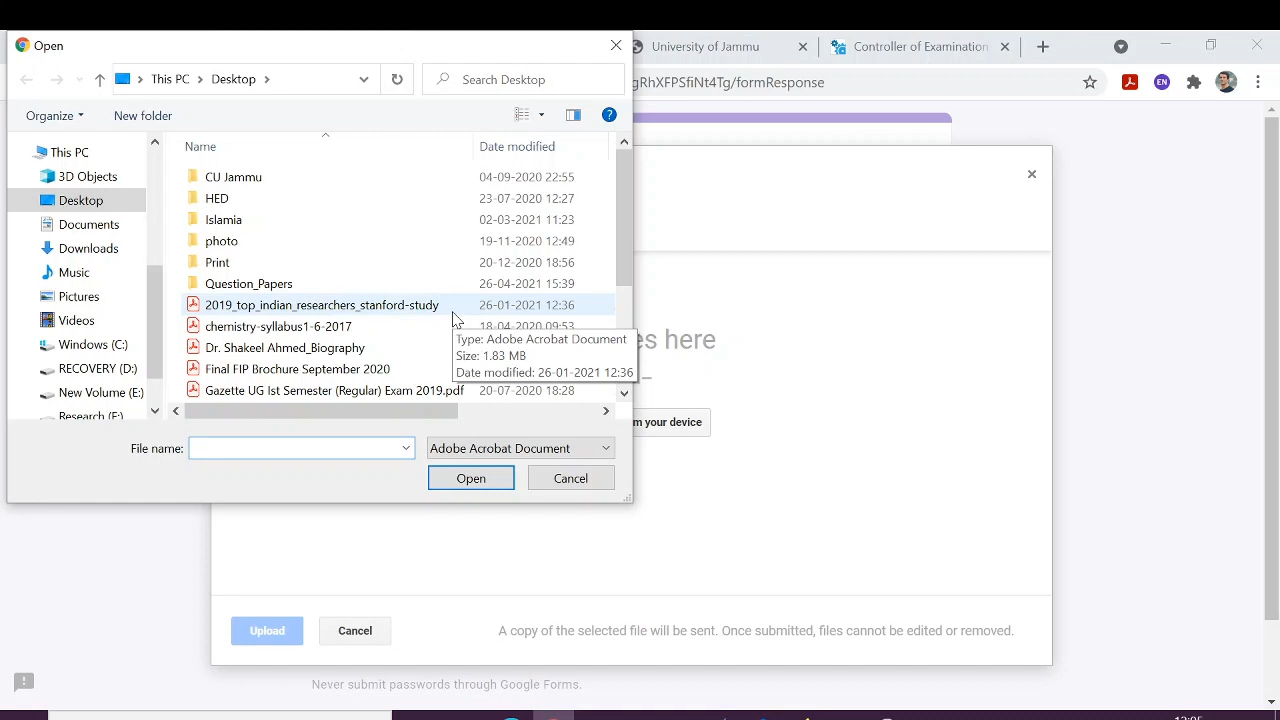 Open
University of Jammu
Controller of Examination
This PC
Desktop
Search Desktop
gRhXFPSfiNt4Tg/formResponse
EN
Organize
New folder
Name
Date modified
This PC
3D Objects
Desktop
Documents
Downloads
Music
Pictures
Videos
Windows (C:)
RECOVERY (D:)
New Volume (E:)
Research (F:)
CU Jammu 04-09-2020 22:55
HED 23-07-2020 12:27
Islamia 02-03-2021 11:23
photo 19-11-2020 12:49
Print 20-12-2020 18:56
Question_Papers 26-04-2021 15:39
2019_top_indian_researchers_stanford-study 26-01-2021 12:36
chemistry-syllabus1-6-2017 18-04-2020 09:53
Dr. Shakeel Ahmed_Biography
Final FIP Brochure September 2020
Gazette UG Ist Semester (Regular) Exam 2019.pdf 20-07-2020 18:28
Type: Adobe Acrobat Document
Size: 1.83 MB
Date modified: 26-01-2021 12:36
es here
m your device
File name:
Adobe Acrobat Document
Open
Cancel
Upload
Cancel
A copy of the selected file will be sent. Once submitted, files cannot be edited or removed.
Never submit passwords through Google Forms.